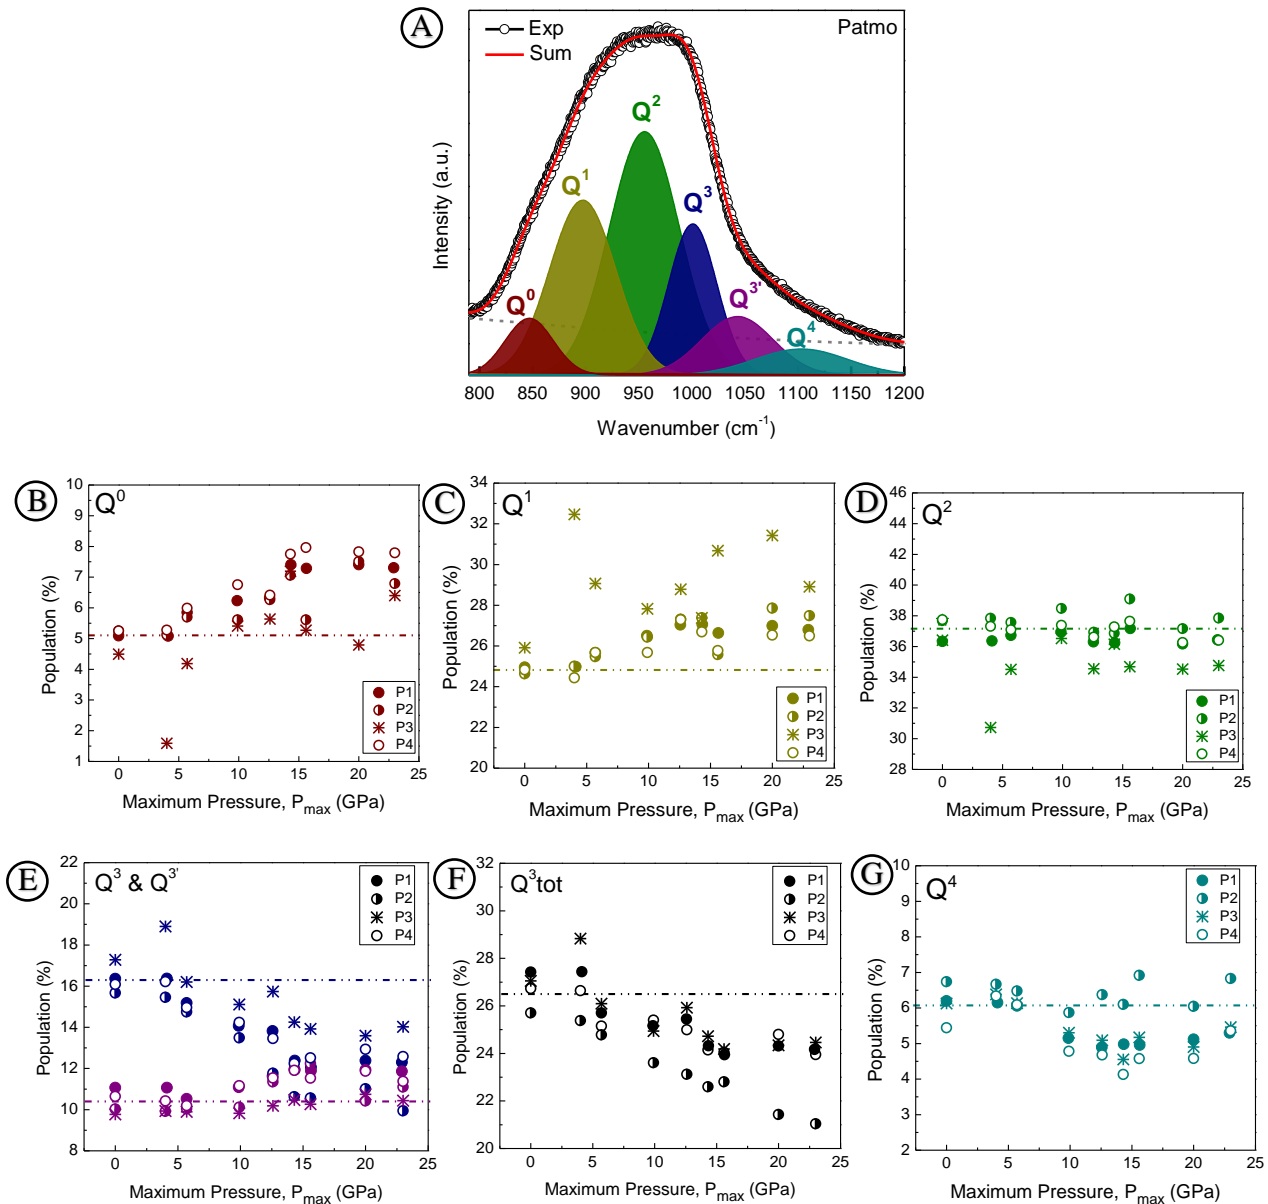 A
Exp
Sum
Patmo
Q²
Q¹
Q³
Q⁰
Q³'
Q⁴
Intensity (a.u.)
800 850 900 950 1000 1050 1100 1150 1200
Wavenumber (cm⁻¹)
B
Q⁰
10
9
8
7
6
5
4
3
2
1
Population (%)
P1
P2
P3
P4
0 5 10 15 20 25
Maximum Pressure, Pmax (GPa)
C
Q¹
34
32
30
28
26
24
22
20
Population (%)
P1
P2
P3
P4
0 5 10 15 20 25
Maximum Pressure, Pmax (GPa)
D
Q²
46
44
42
40
38
36
34
32
30
28
Population (%)
P1
P2
P3
P4
0 5 10 15 20 25
Maximum Pressure, Pmax (GPa)
E
Q³ & Q³'
22
20
18
16
14
12
10
8
Population (%)
P1
P2
P3
P4
0 5 10 15 20 25
Maximum Pressure, Pmax (GPa)
F
Q³tot
32
30
28
26
24
22
20
Population (%)
P1
P2
P3
P4
0 5 10 15 20 25
Maximum Pressure, Pmax (GPa)
G
Q⁴
10
9
8
7
6
5
4
3
2
Population (%)
P1
P2
P3
P4
0 5 10 15 20 25
Maximum Pressure, Pmax (GPa)